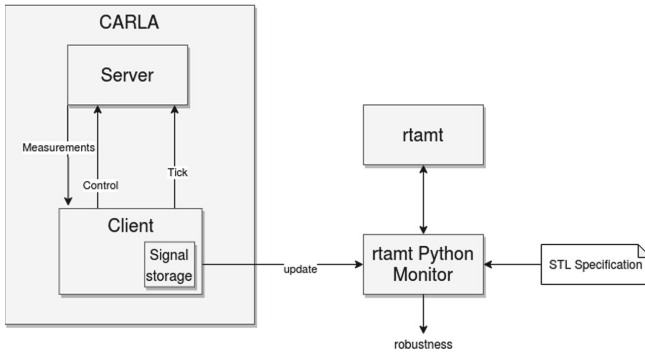 CARLA
Server
Measurements
Control
Tick
Client
Signal
storage
update
rtamt
rtamt Python
Monitor
STL Specification
robustness